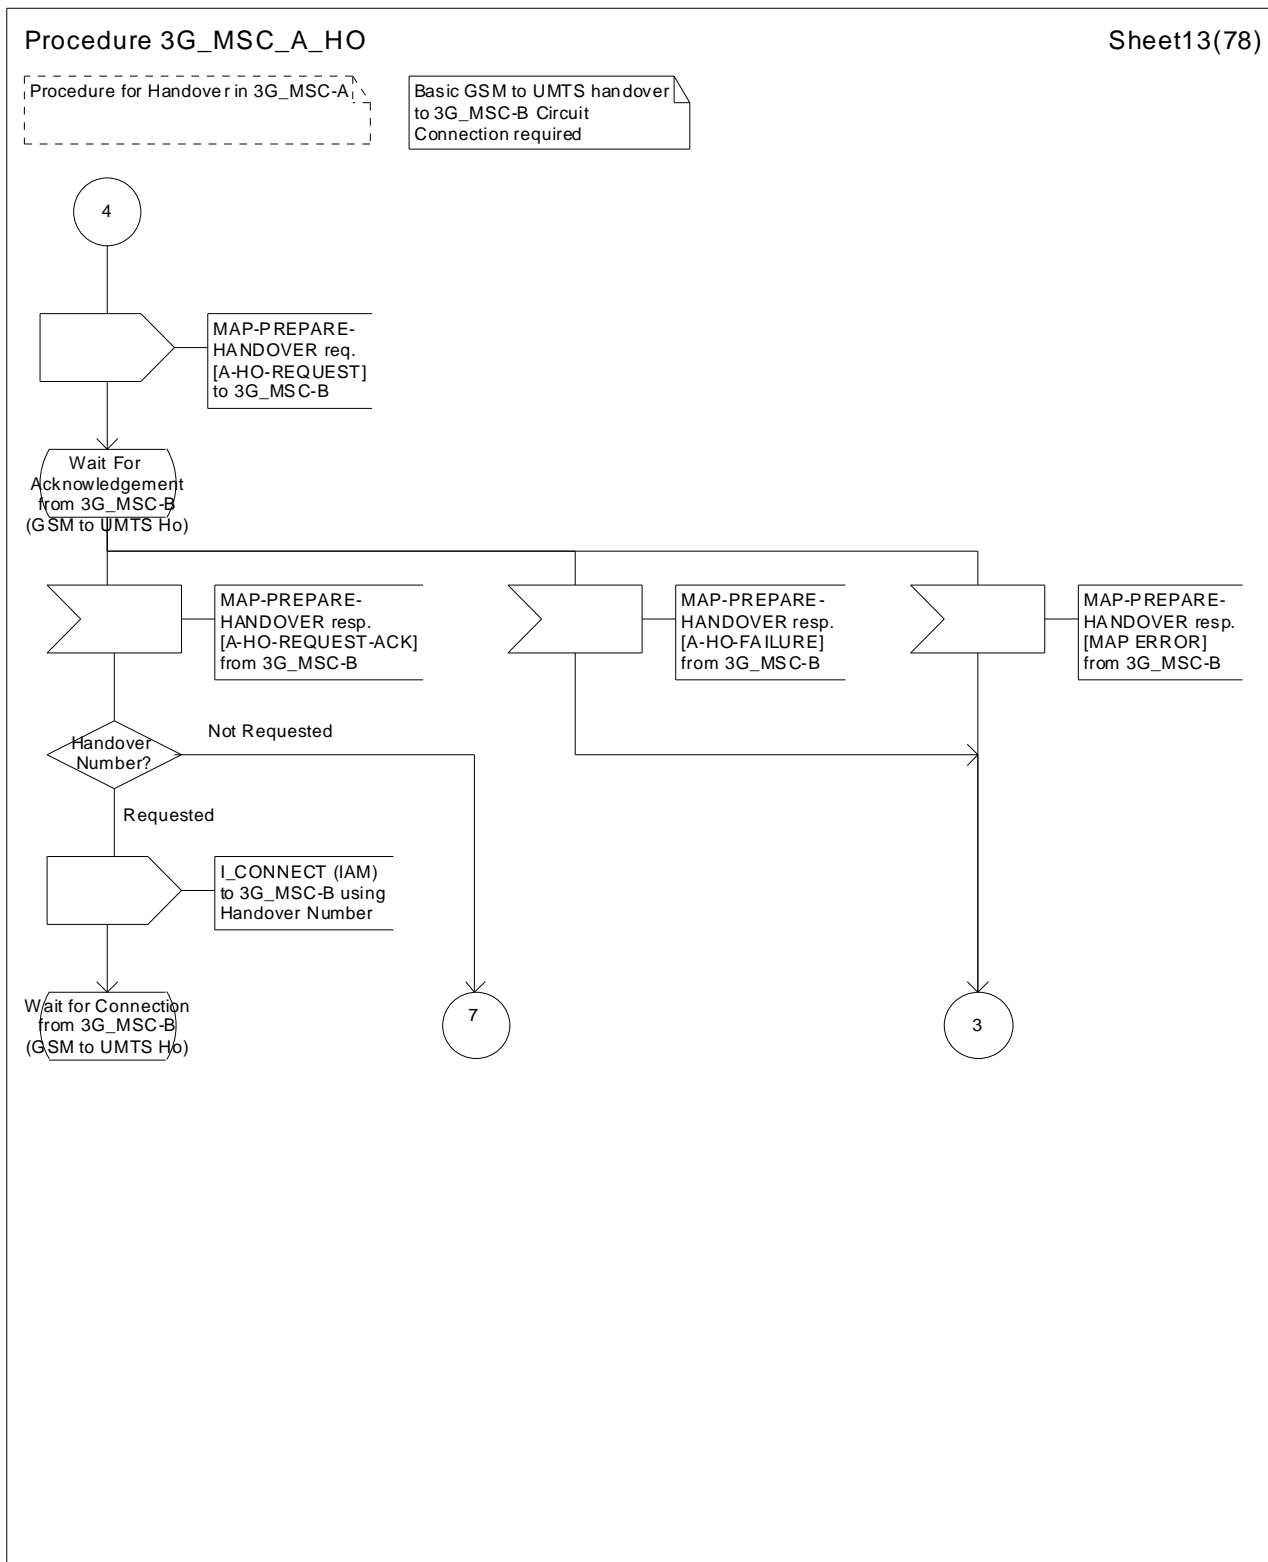 Procedure 3G_MSC_A_HO
Sheet13(78)
Procedure for Handover in 3G_MSC-A
Basic GSM to UMTS handover
to 3G_MSC-B Circuit
Connection required
4
MAP-PREPARE-
HANDOVER req.
[A-HO-REQUEST]
to 3G_MSC-B
Wait For
Acknowledgement
from 3G_MSC-B
(GSM to UMTS Ho)
MAP-PREPARE-
HANDOVER resp.
[A-HO-REQUEST-ACK]
from 3G_MSC-B
MAP-PREPARE-
HANDOVER resp.
[A-HO-FAILURE]
from 3G_MSC-B
MAP-PREPARE-
HANDOVER resp.
[MAP ERROR]
from 3G_MSC-B
Handover
Number?
Not Requested
Requested
I_CONNECT (IAM)
to 3G_MSC-B using
Handover Number
Wait for Connection
from 3G_MSC-B
(GSM to UMTS Ho)
7
3